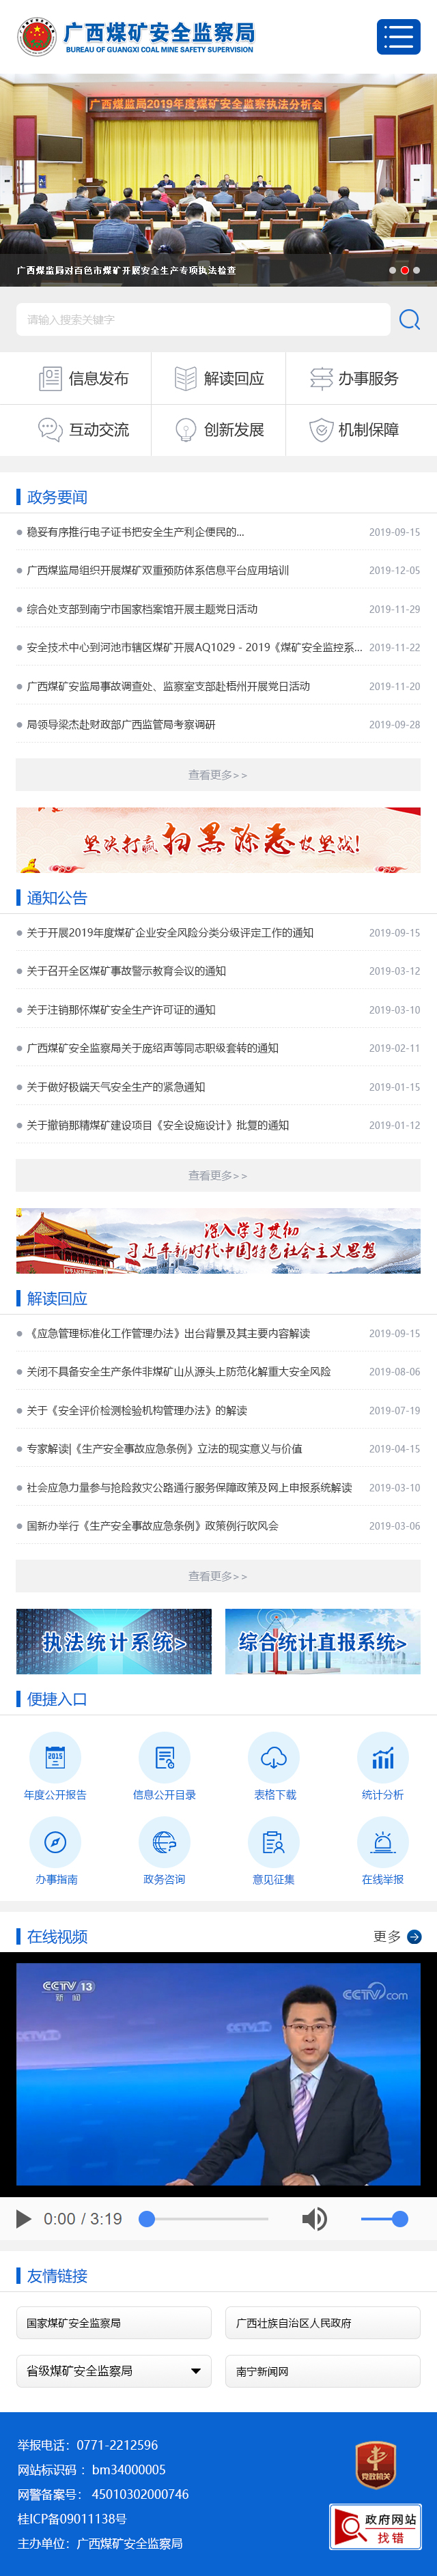 广西煤矿安全监察局
BUREAU OF GUANGXI COAL MINE SAFETY SUPERVISION
广西煤监局2019年度煤矿安全监察执法分析会
广西煤监局对百色市煤矿开展安全生产专项执法检查
请输入搜索关键字
信息发布
解读回应
办事服务
互动交流
创新发展
机制保障
政务要闻
稳妥有序推行电子证书把安全生产利企便民的... 2019-09-15
广西煤监局组织开展煤矿双重预防体系信息平台应用培训 2019-12-05
综合处支部到南宁市国家档案馆开展主题党日活动 2019-11-29
安全技术中心到河池市辖区煤矿开展AQ1029 - 2019《煤矿安全监控系... 2019-11-22
广西煤矿安监局事故调查处、监察室支部赴梧州开展党日活动 2019-11-20
局领导梁杰赴财政部广西监管局考察调研 2019-09-28
查看更多>>
坚决打赢扫黑除恶攻坚战!
通知公告
关于开展2019年度煤矿企业安全风险分类分级评定工作的通知 2019-09-15
关于召开全区煤矿事故警示教育会议的通知 2019-03-12
关于注销那怀煤矿安全生产许可证的通知 2019-03-10
广西煤矿安全监察局关于庞绍声等同志职级套转的通知 2019-02-11
关于做好极端天气安全生产的紧急通知 2019-01-15
关于撤销那精煤矿建设项目《安全设施设计》批复的通知 2019-01-12
查看更多>>
深入学习贯彻
习近平新时代中国特色社会主义思想
解读回应
《应急管理标准化工作管理办法》出台背景及其主要内容解读 2019-09-15
关闭不具备安全生产条件非煤矿山从源头上防范化解重大安全风险 2019-08-06
关于《安全评价检测检验机构管理办法》的解读 2019-07-19
专家解读|《生产安全事故应急条例》立法的现实意义与价值 2019-04-15
社会应急力量参与抢险救灾公路通行服务保障政策及网上申报系统解读 2019-03-10
国新办举行《生产安全事故应急条例》政策例行吹风会 2019-03-06
查看更多>>
执法统计系统>
综合统计直报系统>
便捷入口
2015
年度公开报告
信息公开目录
表格下载
统计分析
办事指南
政务咨询
意见征集
在线举报
在线视频
更多
CCTV 13
新闻
CCTV.com
0:00 / 3:19
友情链接
国家煤矿安全监察局
广西壮族自治区人民政府
省级煤矿安全监察局
南宁新闻网
举报电话：0771-2212596
网站标识码：bm34000005
网警备案号： 45010302000746
桂ICP备09011138号
主办单位：广西煤矿安全监察局
党政机关
政府网站
找错